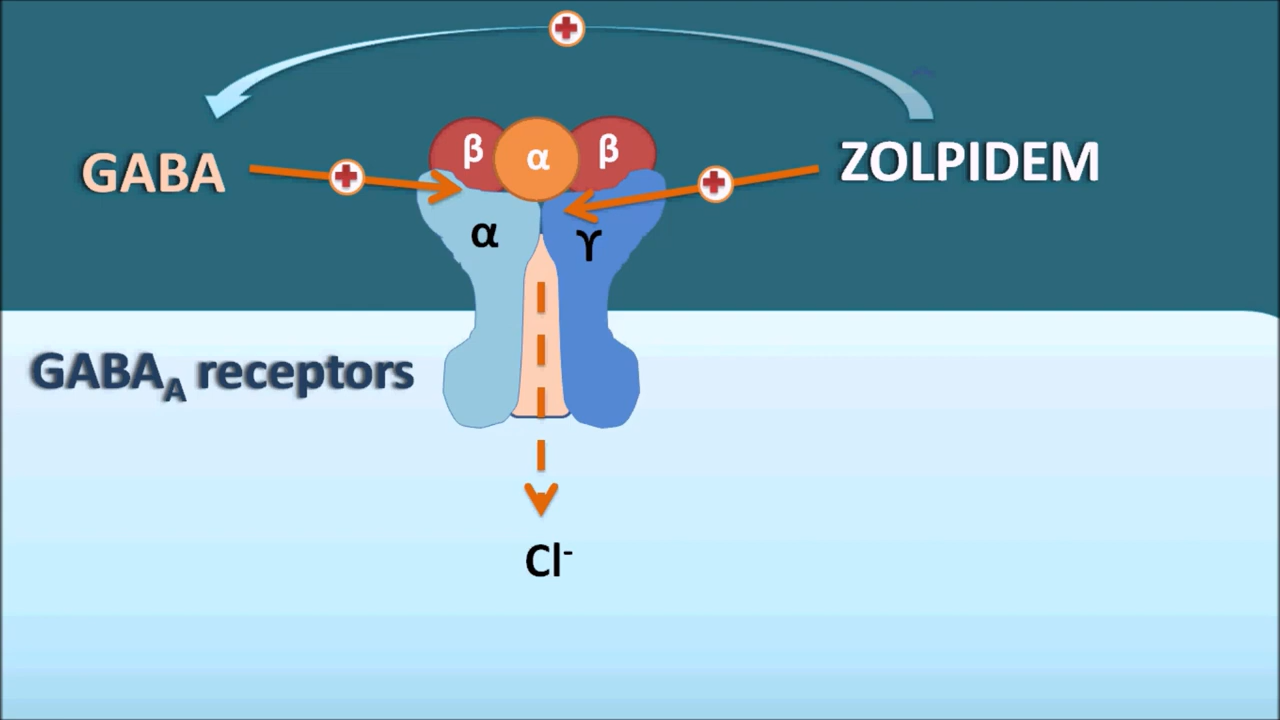 β α β
GABA
ZOLPIDEM
α ɣ
GABAA receptors
Cl-